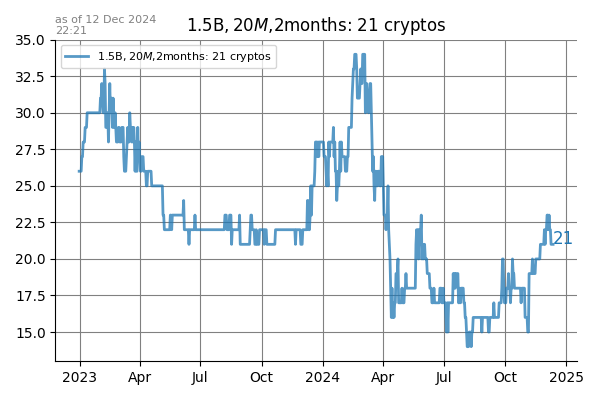 as of 12 Dec 2024
22:21
1.5B, 20M,2months: 21 cryptos
1.5B, 20M,2months: 21 cryptos
35.0
32.5
30.0
27.5
25.0
22.5
20.0
17.5
15.0
21
2023
Apr
Jul
Oct
2024
Apr
Jul
Oct
2025